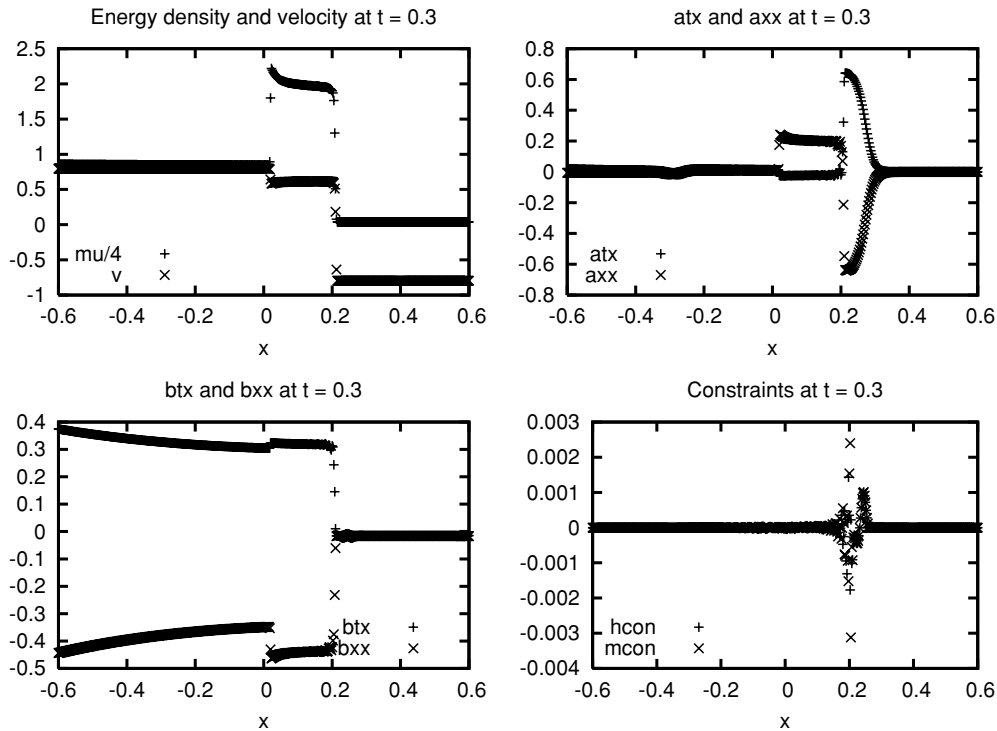 Energy density and velocity at t = 0.3
2.5
2
1.5
1
0.5
0
-0.5
-1
mu/4
v
-0.6 -0.4 -0.2 0 0.2 0.4 0.6
x
atx and axx at t = 0.3
0.8
0.6
0.4
0.2
0
-0.2
-0.4
-0.6
-0.8
atx
axx
-0.6 -0.4 -0.2 0 0.2 0.4 0.6
x
btx and bxx at t = 0.3
0.4
0.3
0.2
0.1
0
-0.1
-0.2
-0.3
-0.4
-0.5
btx
bxx
-0.6 -0.4 -0.2 0 0.2 0.4 0.6
x
Constraints at t = 0.3
0.003
0.002
0.001
0
-0.001
-0.002
-0.003
-0.004
hcon
mcon
-0.6 -0.4 -0.2 0 0.2 0.4 0.6
x